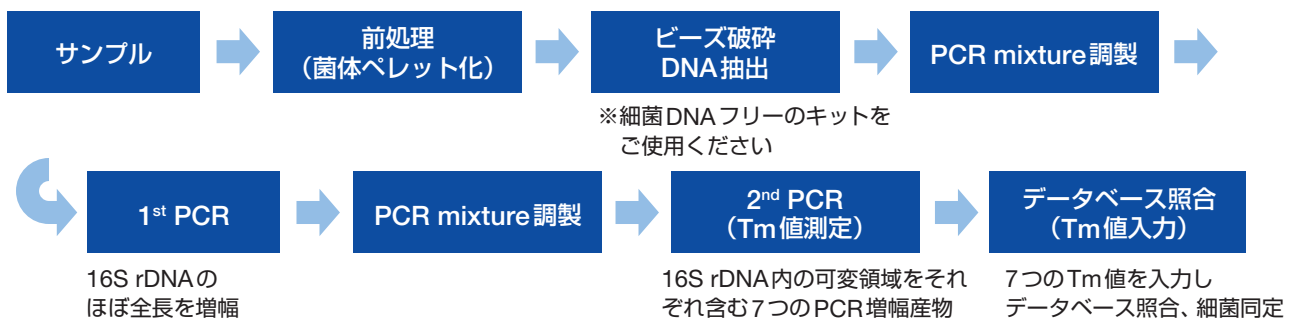 サンプル
前処理
（菌体ペレット化）
ビーズ破砕
DNA抽出
PCR mixture調製
※細菌DNAフリーのキットを
ご使用ください
1st PCR
PCR mixture調製
2nd PCR
（Tm値測定）
データベース照合
（Tm値入力）
16S rDNAの
ほぼ全長を増幅
16S rDNA内の可変領域をそれ
ぞれ含む7つのPCR増幅産物
7つのTm値を入力し
データベース照合、細菌同定